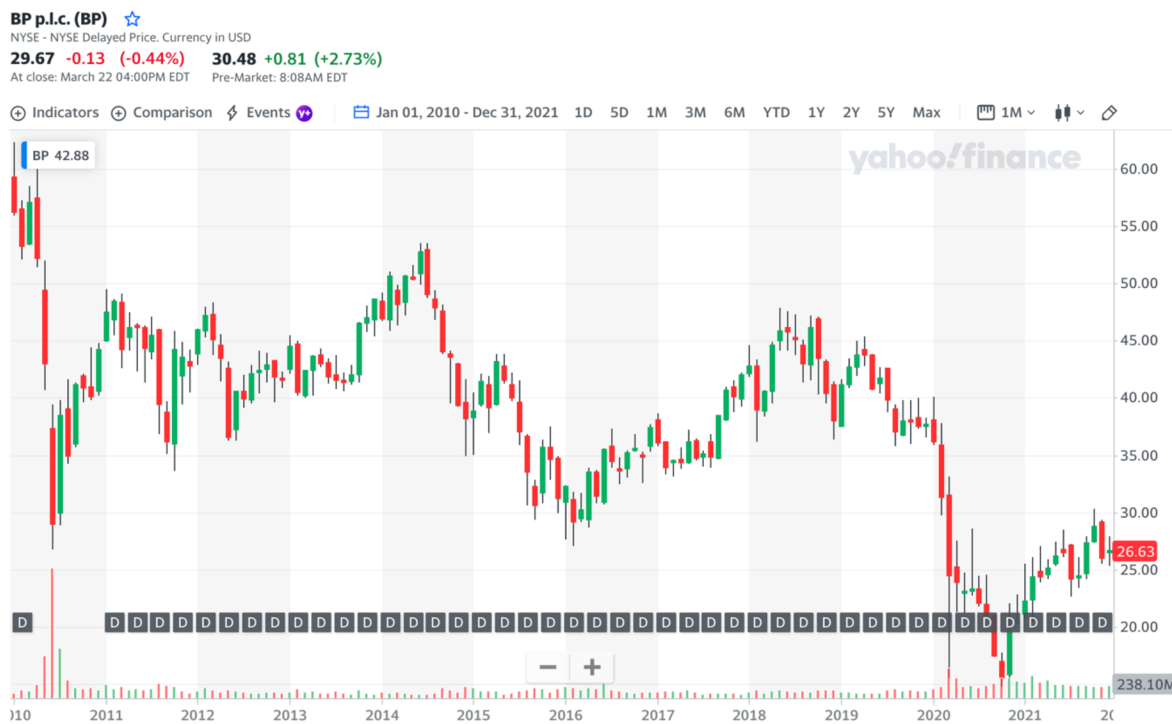 BP p.l.c. (BP)
NYSE - NYSE Delayed Price. Currency in USD
29.67 -0.13 (-0.44%) 30.48 +0.81 (+2.73%)
At close: March 22 04:00PM EDT Pre-Market: 8:08AM EDT
Indicators Comparison Events Y+ Jan 01, 2010 - Dec 31, 2021 1D 5D 1M 3M 6M YTD 1Y 2Y 5Y Max 1M
BP 42.88
yahoo!finance
60.00
55.00
50.00
45.00
40.00
35.00
30.00
26.63
25.00
D D D D D D D D D D D D D D D D D D D D D D D D D D D D D D D D D D D D D D D D D D D D D
20.00
− +
238.10M
010 2011 2012 2013 2014 2015 2016 2017 2018 2019 2020 2021 20